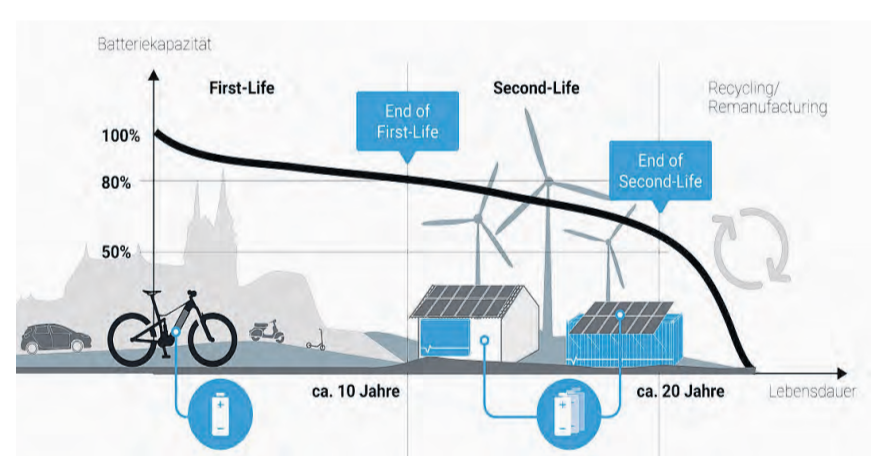 Batteriekapazität
First-Life
Second-Life
Recycling/
Remanufacturing
End of
First-Life
100%
End of
Second-Life
80%
50%
ca. 10 Jahre
ca. 20 Jahre
Lebensdauer